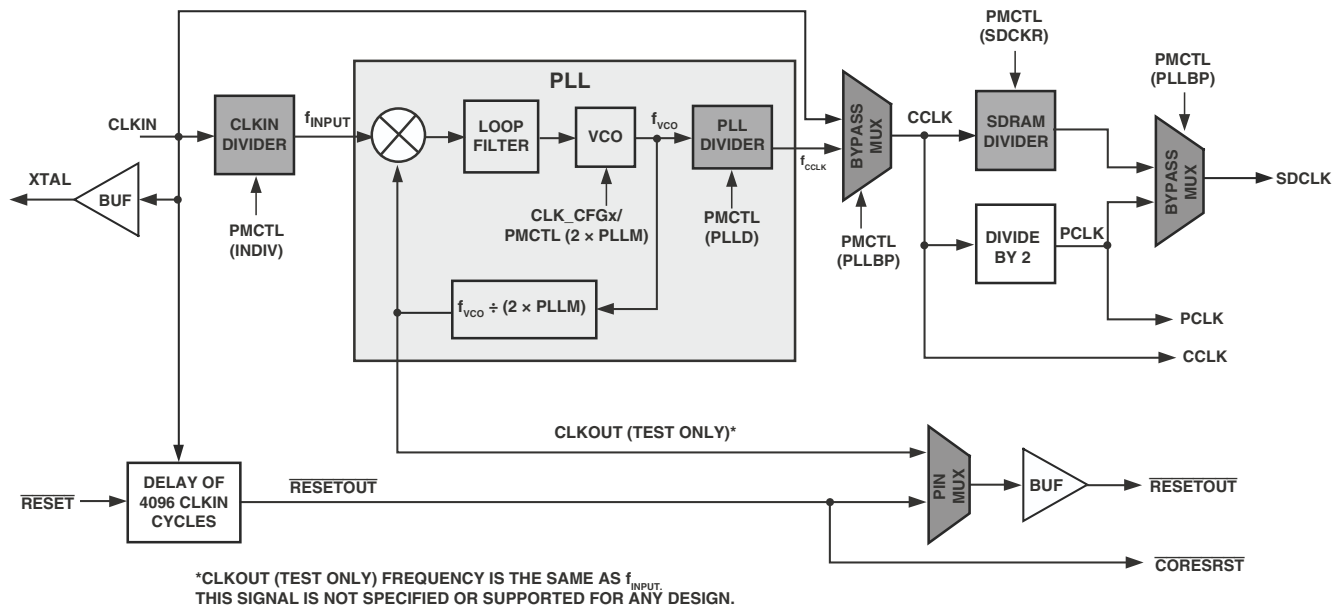 PMCTL
(SDCKR)
PMCTL
(PLLBP)
PLL
CLKIN
CLKIN
DIVIDER
fINPUT
LOOP
FILTER
VCO
fVCO
PLL
DIVIDER
fCCLK
BYPASS
MUX
CCLK
SDRAM
DIVIDER
BYPASS
MUX
SDCLK
XTAL
BUF
PMCTL
(INDIV)
CLK_CFGx/
PMCTL (2 × PLLM)
PMCTL
(PLLD)
PMCTL
(PLLBP)
DIVIDE
BY 2
PCLK
fVCO ÷ (2 × PLLM)
PCLK
CCLK
CLKOUT (TEST ONLY)*
RESET
DELAY OF
4096 CLKIN
CYCLES
RESETOUT
PIN
MUX
BUF
RESETOUT
CORESRST
*CLKOUT (TEST ONLY) FREQUENCY IS THE SAME AS fINPUT.
THIS SIGNAL IS NOT SPECIFIED OR SUPPORTED FOR ANY DESIGN.